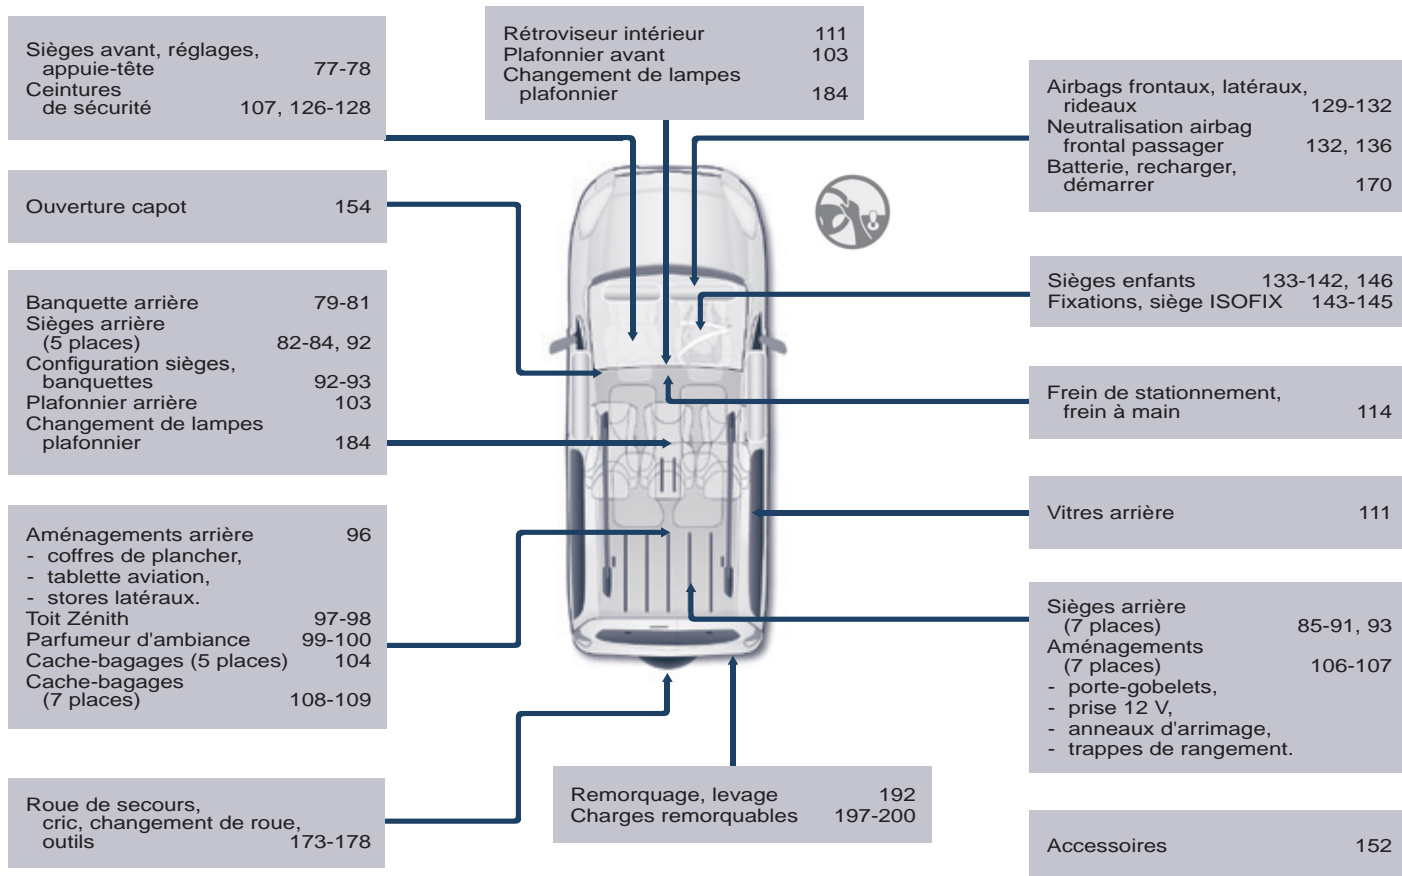 Sièges avant, réglages,
appuie-tête 77-78
Ceintures
de sécurité 107, 126-128
Ouverture capot 154
Banquette arrière 79-81
Sièges arrière
(5 places) 82-84, 92
Configuration sièges,
banquettes 92-93
Plafonnier arrière 103
Changement de lampes
plafonnier 184
Aménagements arrière 96
- coffres de plancher,
- tablette aviation,
- stores latéraux.
Toit Zénith 97-98
Parfumeur d'ambiance 99-100
Cache-bagages (5 places) 104
Cache-bagages
(7 places) 108-109
Roue de secours,
cric, changement de roue,
outils 173-178
Rétroviseur intérieur 111
Plafonnier avant 103
Changement de lampes
plafonnier 184
Remorquage, levage 192
Charges remorquables 197-200
Airbags frontaux, latéraux,
rideaux 129-132
Neutralisation airbag
frontal passager 132, 136
Batterie, recharger,
démarrer 170
Sièges enfants 133-142, 146
Fixations, siège ISOFIX 143-145
Frein de stationnement,
frein à main 114
Vitres arrière 111
Sièges arrière
(7 places) 85-91, 93
Aménagements
(7 places) 106-107
- porte-gobelets,
- prise 12 V,
- anneaux d'arrimage,
- trappes de rangement.
Accessoires 152